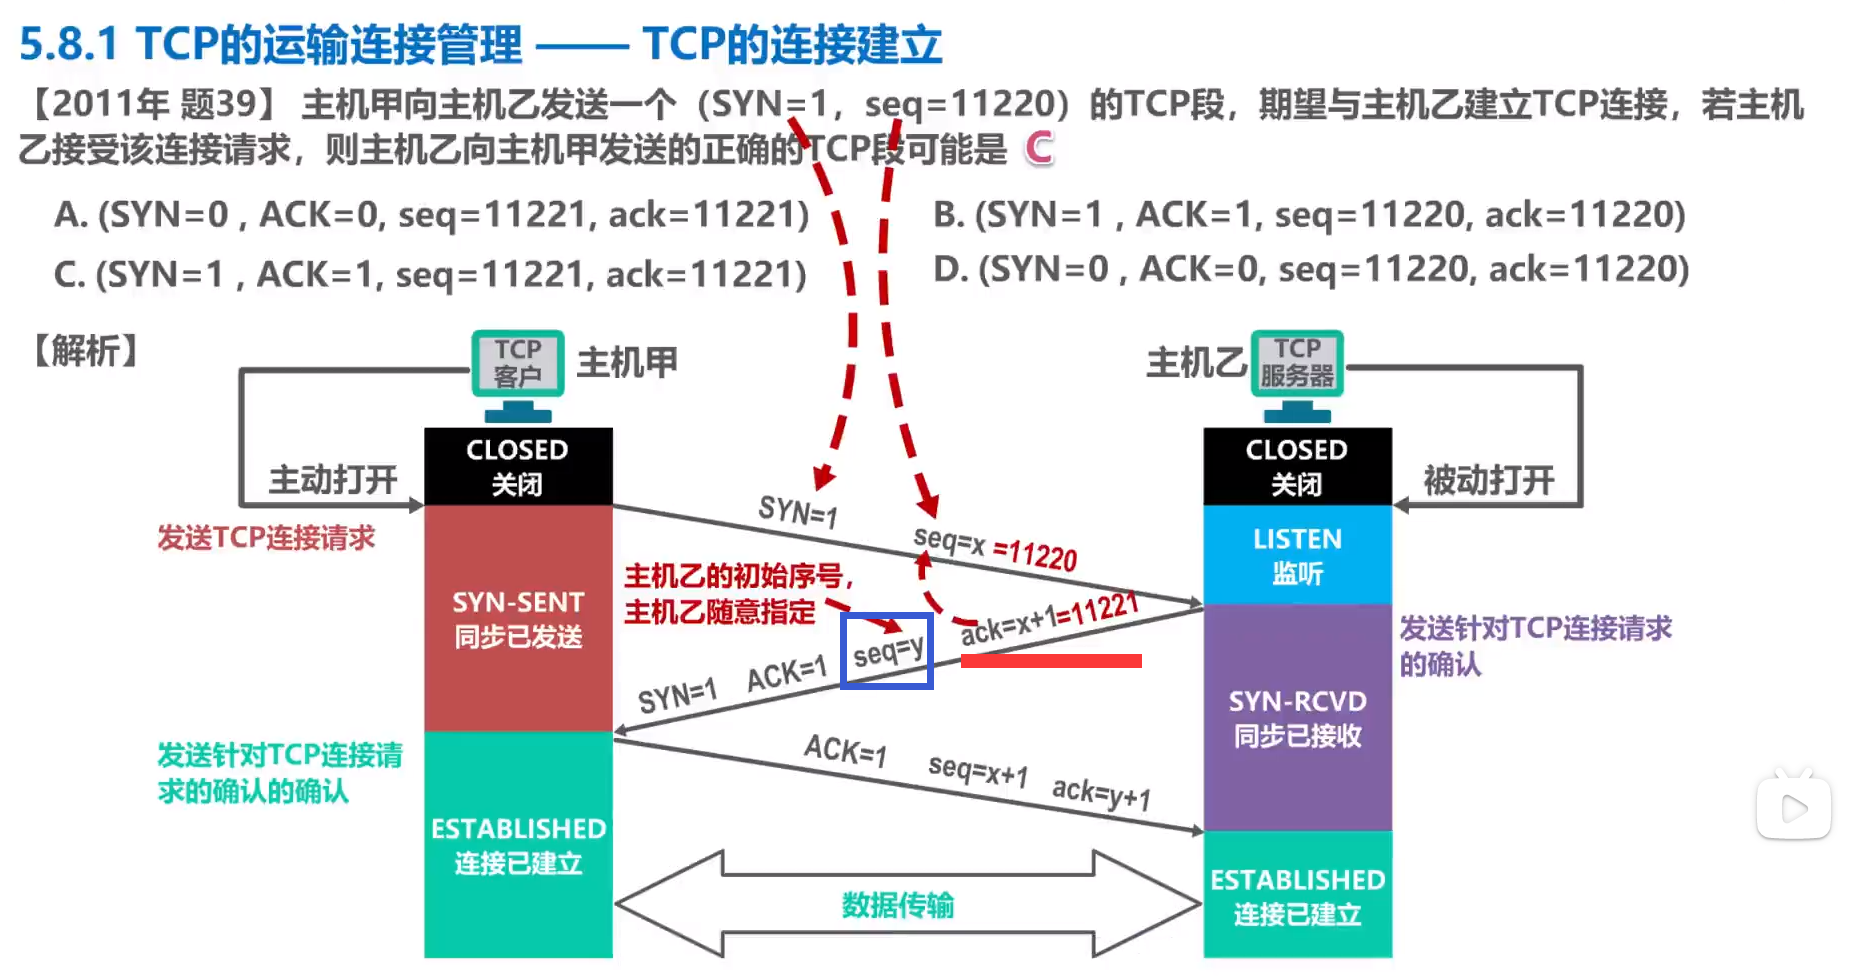 5.8.1 TCP的运输连接管理 —— TCP的连接建立
【2011年 题39】 主机甲向主机乙发送一个（SYN=1，seq=11220）的TCP段，期望与主机乙建立TCP连接，若主机
乙接受该连接请求，则主机乙向主机甲发送的正确的TCP段可能是 C
A. (SYN=0 , ACK=0, seq=11221, ack=11221)
B. (SYN=1 , ACK=1, seq=11220, ack=11220)
C. (SYN=1 , ACK=1, seq=11221, ack=11221)
D. (SYN=0 , ACK=0, seq=11220, ack=11220)
【解析】
TCP
客户
主机甲
主机乙
TCP
服务器
CLOSED
关闭
CLOSED
关闭
主动打开
被动打开
发送TCP连接请求
SYN=1 seq=x =11220
LISTEN
监听
SYN-SENT
同步已发送
主机乙的初始序号，
主机乙随意指定
SYN=1 ACK=1 seq=y ack=x+1=11221
发送针对TCP连接请求
的确认
SYN-RCVD
同步已接收
发送针对TCP连接请
求的确认的确认
ACK=1 seq=x+1 ack=y+1
ESTABLISHED
连接已建立
数据传输
ESTABLISHED
连接已建立